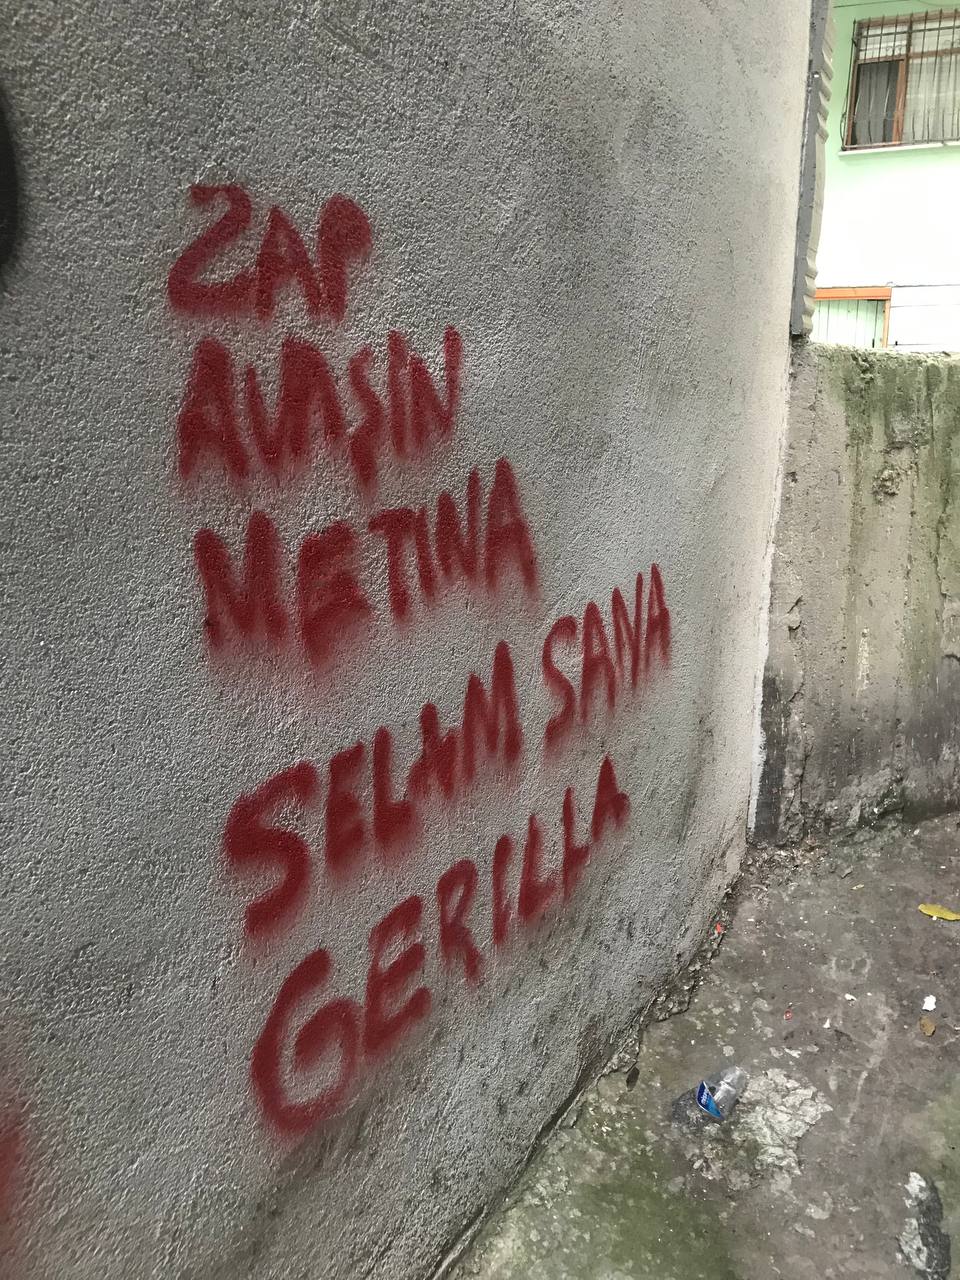 ZAP
AVAŞİN
METİNA
SELAM SANA
GERİLLA